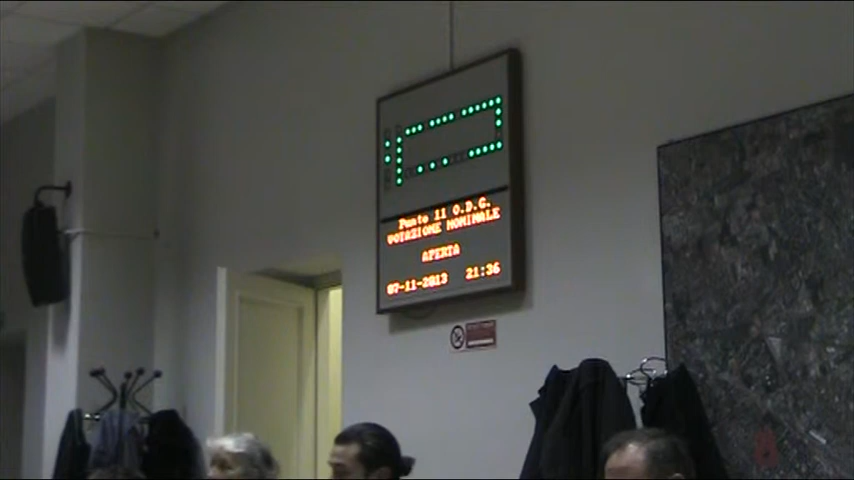 Punto 11 O.D.G.
VOTAZIONE NOMINALE
APERTA
07-11-2013 21:36